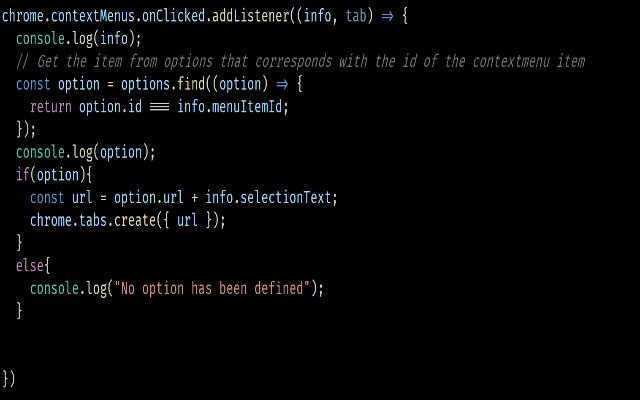 chrome.contextMenus.onClicked.addListener((info, tab) => {
  console.log(info);
  // Get the item from options that corresponds with the id of the contextmenu item
  const option = options.find((option) => {
    return option.id === info.menuItemId;
  });
  console.log(option);
  if(option){
    const url = option.url + info.selectionText;
    chrome.tabs.create({ url });
  }
  else{
    console.log("No option has been defined");
  }
})